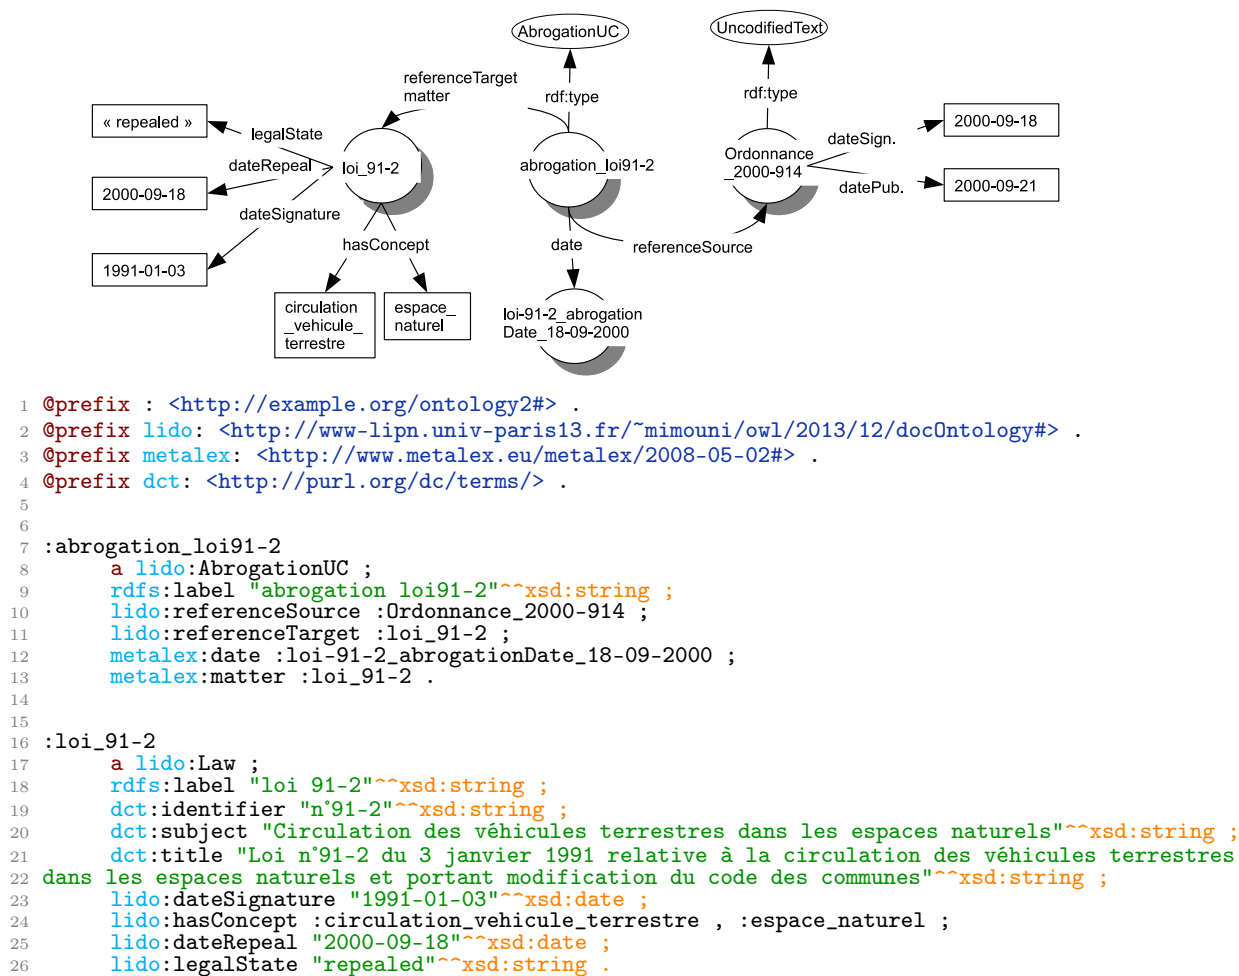 AbrogationUC
UncodifiedText
referenceTarget
matter
rdf:type
rdf:type
« repealed »
legalState
2000-09-18
dateSign.
dateRepeal
loi_91-2
abrogation_loi91-2
Ordonnance
_2000-914
2000-09-18
datePub.
2000-09-21
dateSignature
hasConcept
date
referenceSource
1991-01-03
circulation
_vehicule_
terrestre
espace_
naturel
loi-91-2_abrogation
Date_18-09-2000
1 @prefix : <http://example.org/ontology2#> .
2 @prefix lido: <http://www-lipn.univ-paris13.fr/~mimouni/owl/2013/12/docOntology#> .
3 @prefix metalex: <http://www.metalex.eu/metalex/2008-05-02#> .
4 @prefix dct: <http://purl.org/dc/terms/> .
5
6
7 :abrogation_loi91-2
8 a lido:AbrogationUC ;
9 rdfs:label "abrogation loi91-2"^^xsd:string ;
10 lido:referenceSource :Ordonnance_2000-914 ;
11 lido:referenceTarget :loi_91-2 ;
12 metalex:date :loi-91-2_abrogationDate_18-09-2000 ;
13 metalex:matter :loi_91-2 .
14
15
16 :loi_91-2
17 a lido:Law ;
18 rdfs:label "loi 91-2"^^xsd:string ;
19 dct:identifier "n°91-2"^^xsd:string ;
20 dct:subject "Circulation des véhicules terrestres dans les espaces naturels"^^xsd:string ;
21 dct:title "Loi n°91-2 du 3 janvier 1991 relative à la circulation des véhicules terrestres
22 dans les espaces naturels et portant modification du code des communes"^^xsd:string ;
23 lido:dateSignature "1991-01-03"^^xsd:date ;
24 lido:hasConcept :circulation_vehicule_terrestre , :espace_naturel ;
25 lido:dateRepeal "2000-09-18"^^xsd:date ;
26 lido:legalState "repealed"^^xsd:string .